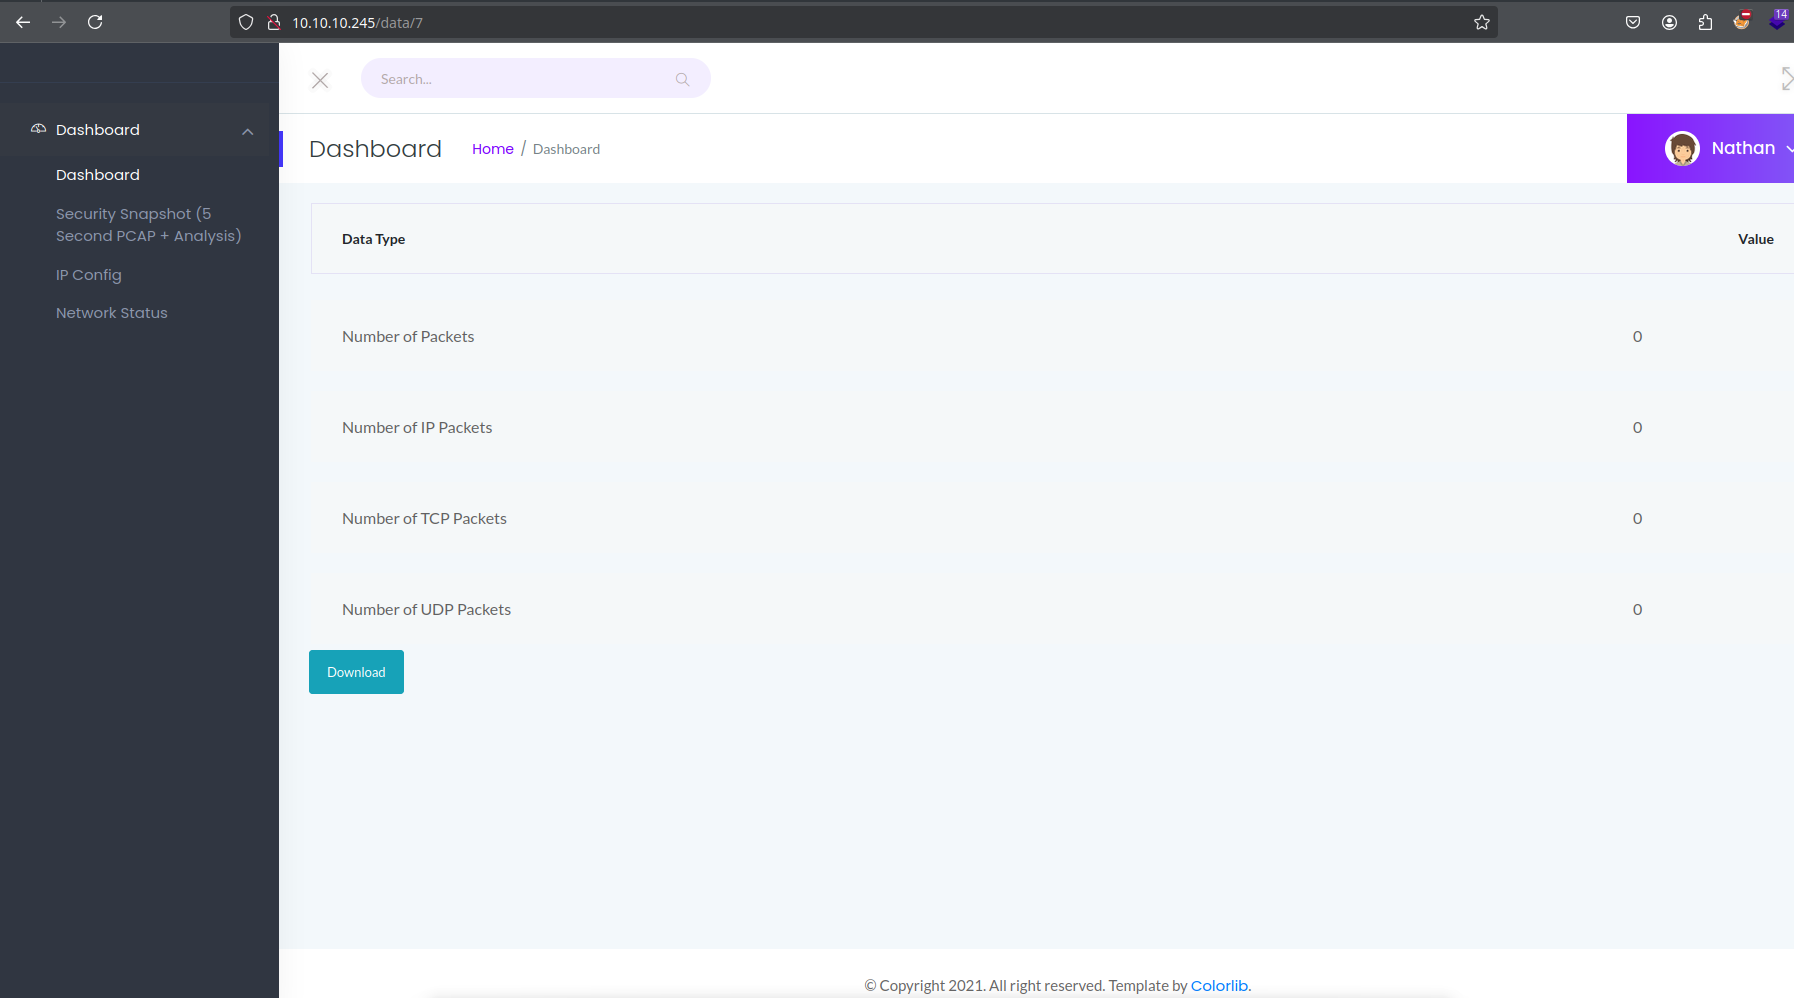 10.10.10.245/data/7
14
Search...
Dashboard
Dashboard
Security Snapshot (5
Second PCAP + Analysis)
IP Config
Network Status
Dashboard
Home / Dashboard
Nathan
Data Type
Value
Number of Packets
0
Number of IP Packets
0
Number of TCP Packets
0
Number of UDP Packets
0
Download
© Copyright 2021. All right reserved. Template by Colorlib.